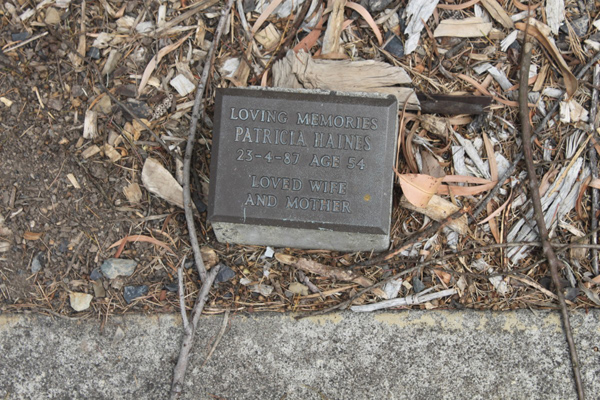 LOVING MEMORIES
PATRICIA HAINES
23-4-87 AGE 54
LOVED WIFE
AND MOTHER